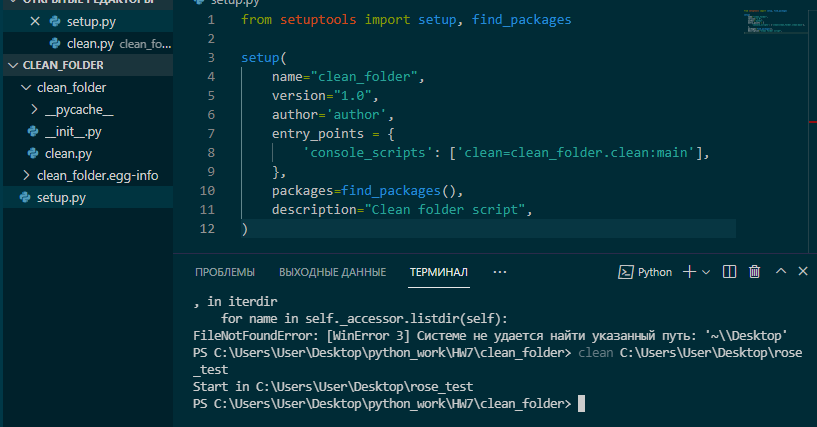 ОТКРЫТЫЕ РЕДАКТОРЫ
setup.py
clean.py clean_fo...
CLEAN_FOLDER
clean_folder
__pycache__
__init__.py
clean.py
clean_folder.egg-info
setup.py
setup.py
1 from setuptools import setup, find_packages
2
3 setup(
4 name="clean_folder",
5 version="1.0",
6 author='author',
7 entry_points = {
8 'console_scripts': ['clean=clean_folder.clean:main'],
9 },
10 packages=find_packages(),
11 description="Clean folder script",
12 )
ПРОБЛЕМЫ ВЫХОДНЫЕ ДАННЫЕ ТЕРМИНАЛ ... Python
, in iterdir
for name in self._accessor.listdir(self):
FileNotFoundError: [WinError 3] Системе не удается найти указанный путь: '~\\Desktop'
PS C:\Users\User\Desktop\python_work\HW7\clean_folder> clean C:\Users\User\Desktop\rose
_test
Start in C:\Users\User\Desktop\rose_test
PS C:\Users\User\Desktop\python_work\HW7\clean_folder>